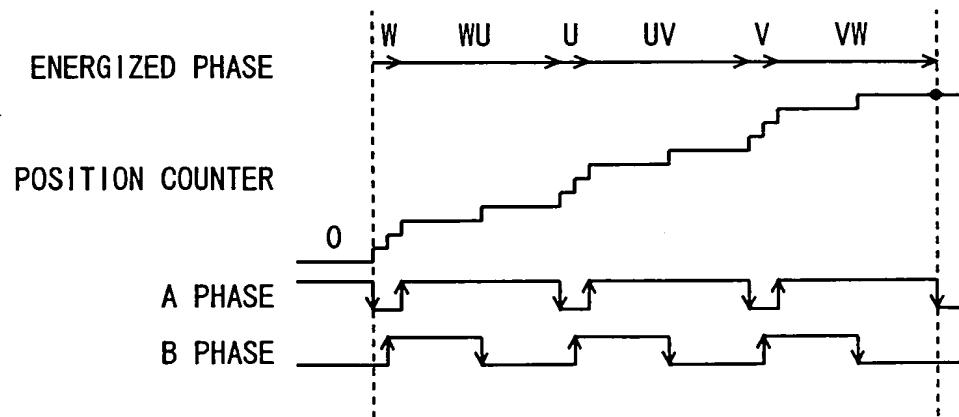 W WU U UV V VW
ENERGIZED PHASE
POSITION COUNTER
0
A PHASE
B PHASE